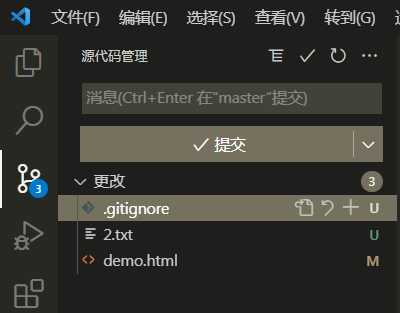 文件(F) 编辑(E) 选择(S) 查看(V) 转到(G)
源代码管理
消息(Ctrl+Enter 在"master"提交)
提交
更改 3
.gitignore U
2.txt U
demo.html M
3